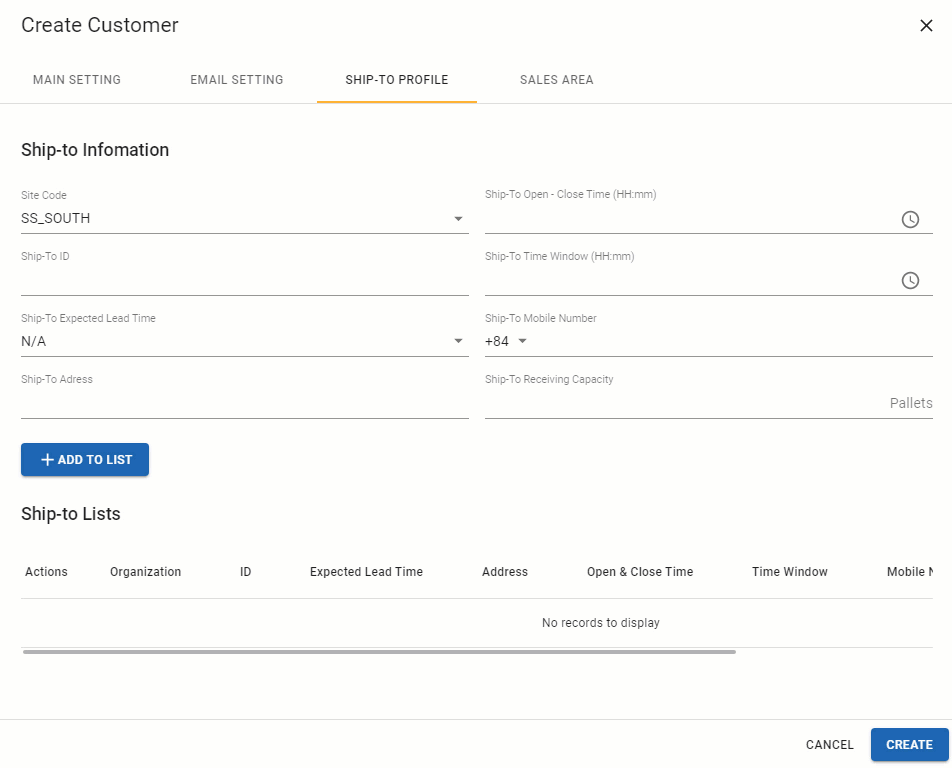 Create Customer
MAIN SETTING EMAIL SETTING SHIP-TO PROFILE SALES AREA
Ship-to Infomation
Site Code
SS_SOUTH
Ship-To Open - Close Time (HH:mm)
Ship-To ID
Ship-To Time Window (HH:mm)
Ship-To Expected Lead Time
N/A
Ship-To Mobile Number
+84
Ship-To Adress
Ship-To Receiving Capacity
Pallets
ADD TO LIST
Ship-to Lists
Actions Organization ID Expected Lead Time Address Open & Close Time Time Window Mobile N
No records to display
CANCEL CREATE